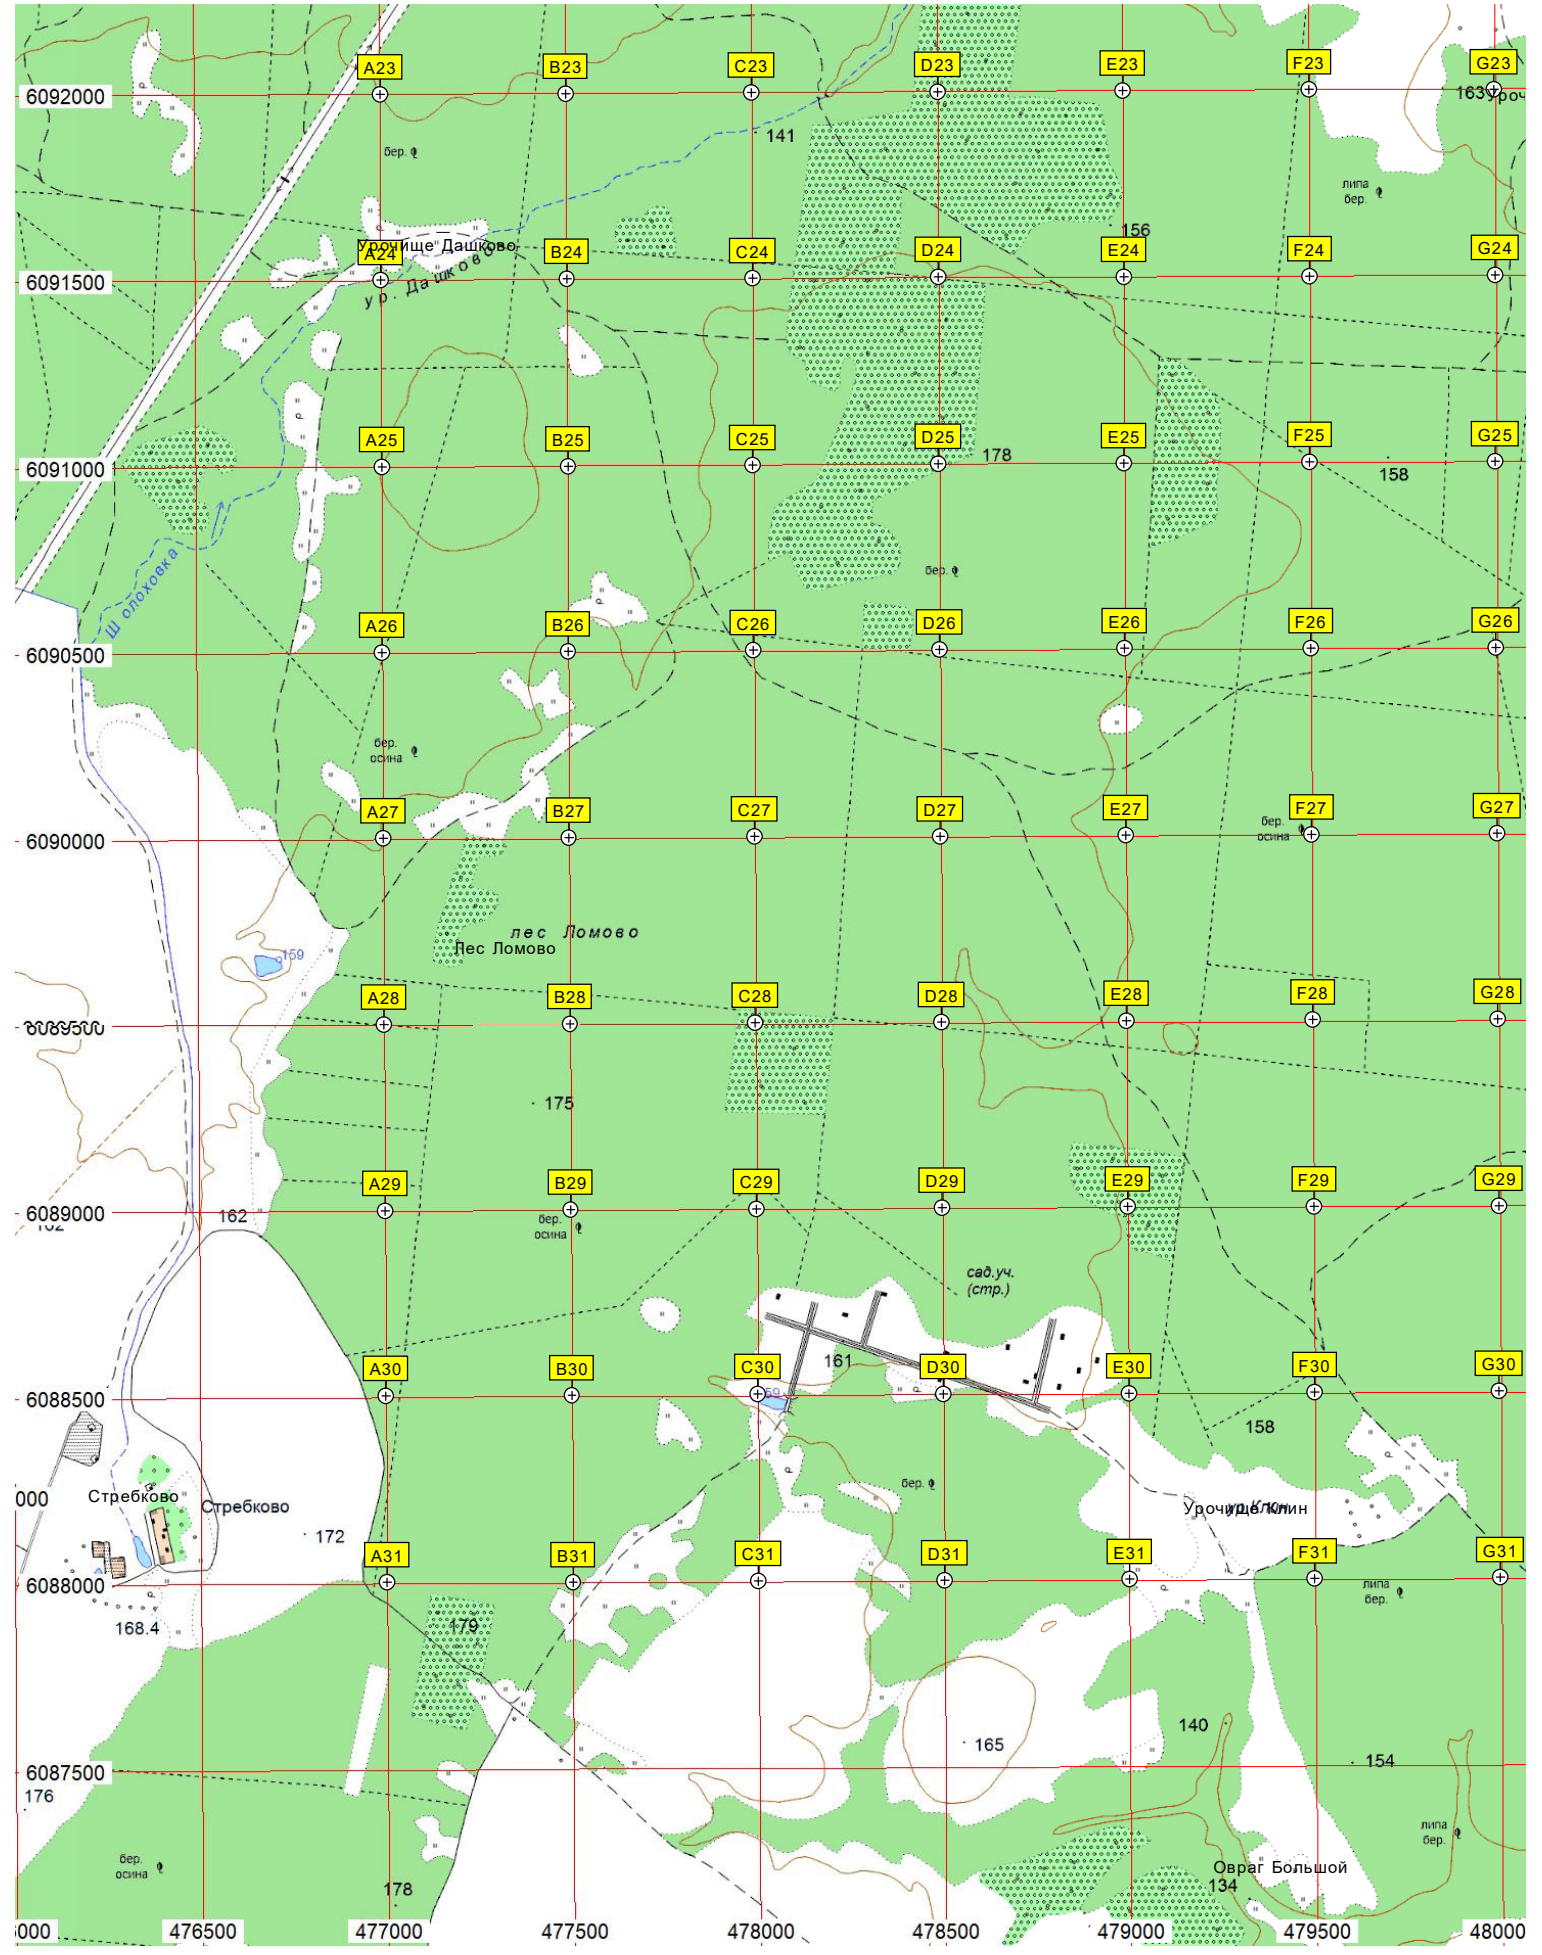 A23 B23 C23 D23 E23 F23 G23
6092000
163
Уроч
141
бер.
липа
бер.
156
Урочище Дашково
ур. Дашково
A24 B24 C24 D24 E24 F24 G24
6091500
A25 B25 C25 D25 E25 F25 G25
6091000
178
158
Шолоховка
бер.
A26 B26 C26 D26 E26 F26 G26
6090500
бер.
осина
A27 B27 C27 D27 E27 F27 G27
6090000
бер.
осина
лес Ломово
Лес Ломово
159
A28 B28 C28 D28 E28 F28 G28
6089500
175
A29 B29 C29 D29 E29 F29 G29
6089000
162
162
бер.
осина
сад.уч.
(стр.)
161
A30 B30 C30 D30 E30 F30 G30
6088500
59
158
бер.
000
Стребково
Стребково
Урочище Клин
172
A31 B31 C31 D31 E31 F31 G31
6088000
липа
бер.
168.4
179
140
165
154
6087500
176
липа
бер.
бер.
осина
Овраг Большой
134
178
6000 476500 477000 477500 478000 478500 479000 479500 48000